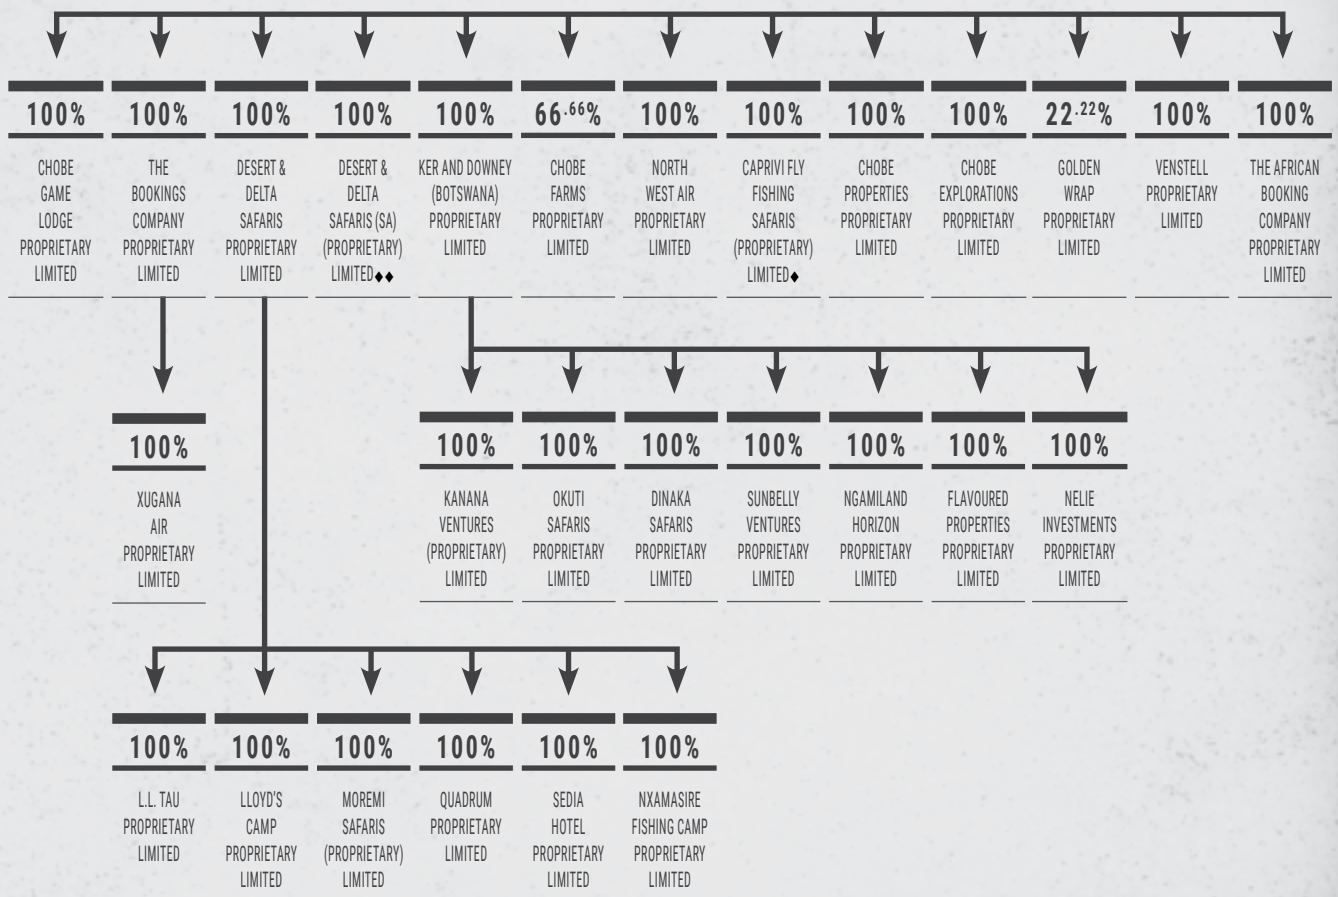 100%
CHOBE
GAME
LODGE
PROPRIETARY
LIMITED
100%
THE
BOOKINGS
COMPANY
PROPRIETARY
LIMITED
100%
DESERT &
DELTA
SAFARIS
PROPRIETARY
LIMITED
100%
DESERT &
DELTA
SAFARIS (SA)
(PROPRIETARY)
LIMITED♦♦
100%
KER AND DOWNEY
(BOTSWANA)
PROPRIETARY
LIMITED
66.66%
CHOBE
FARMS
PROPRIETARY
LIMITED
100%
NORTH
WEST AIR
PROPRIETARY
LIMITED
100%
CAPRIVI FLY
FISHING
SAFARIS
(PROPRIETARY)
LIMITED♦
100%
CHOBE
PROPERTIES
PROPRIETARY
LIMITED
100%
CHOBE
EXPLORATIONS
PROPRIETARY
LIMITED
22.22%
GOLDEN
WRAP
PROPRIETARY
LIMITED
100%
VENSTELL
PROPRIETARY
LIMITED
100%
THE AFRICAN
BOOKING
COMPANY
PROPRIETARY
LIMITED
100%
XUGANA
AIR
PROPRIETARY
LIMITED
100%
KANANA
VENTURES
(PROPRIETARY)
LIMITED
100%
OKUTI
SAFARIS
PROPRIETARY
LIMITED
100%
DINAKA
SAFARIS
PROPRIETARY
LIMITED
100%
SUNBELLY
VENTURES
PROPRIETARY
LIMITED
100%
NGAMILAND
HORIZON
PROPRIETARY
LIMITED
100%
FLAVOURED
PROPERTIES
PROPRIETARY
LIMITED
100%
NELIE
INVESTMENTS
PROPRIETARY
LIMITED
100%
L.L. TAU
PROPRIETARY
LIMITED
100%
LLOYD'S
CAMP
PROPRIETARY
LIMITED
100%
MOREMI
SAFARIS
(PROPRIETARY)
LIMITED
100%
QUADRUM
PROPRIETARY
LIMITED
100%
SEDIA
HOTEL
PROPRIETARY
LIMITED
100%
NXAMASIRE
FISHING CAMP
PROPRIETARY
LIMITED